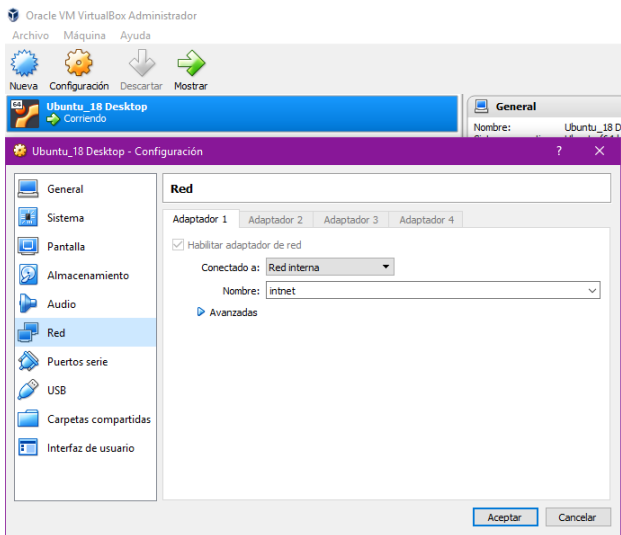 Oracle VM VirtualBox Administrador
Archivo Máquina Ayuda
Nueva Configuración Descartar Mostrar
64
Ubuntu_18 Desktop
Corriendo
General
Nombre: Ubuntu_18 D
Ubuntu_18 Desktop - Configuración ? ×
General
Sistema
Pantalla
Almacenamiento
Audio
Red
Puertos serie
USB
Carpetas compartidas
Interfaz de usuario
Red
Adaptador 1 Adaptador 2 Adaptador 3 Adaptador 4
Habilitar adaptador de red
Conectado a: Red interna
Nombre: intnet
Avanzadas
Aceptar Cancelar